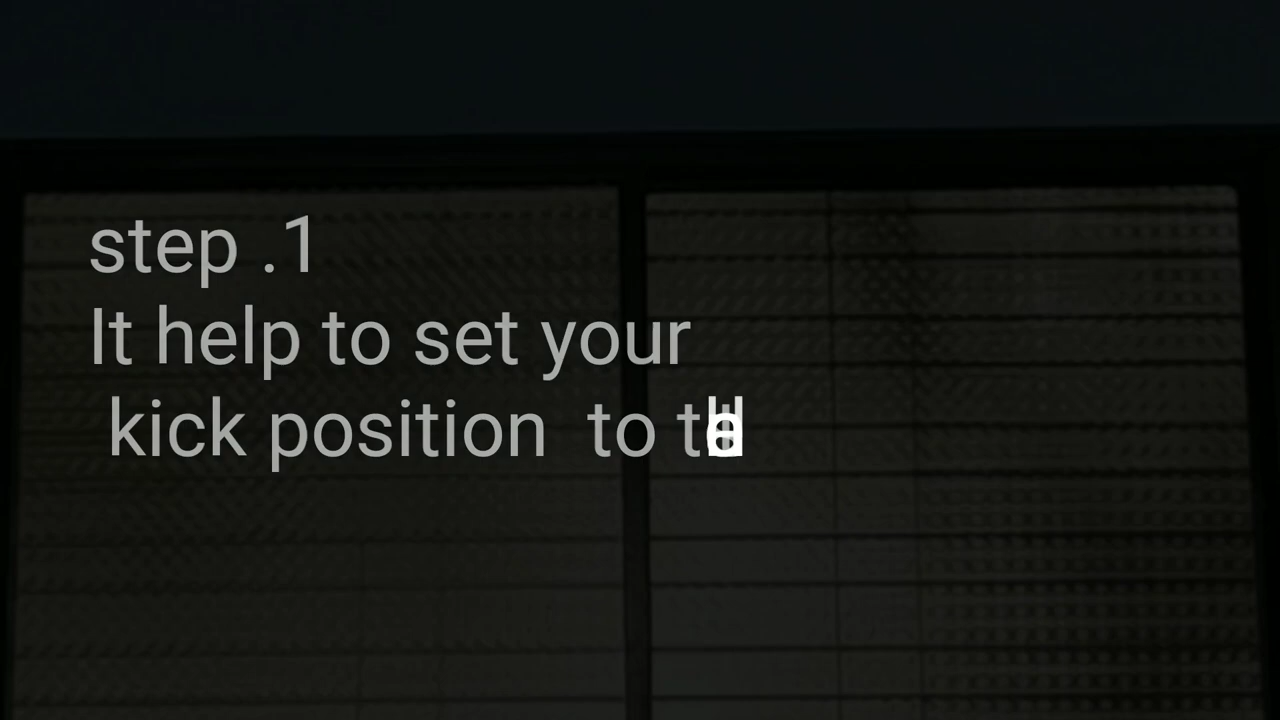 step .1
It help to set your
kick position to